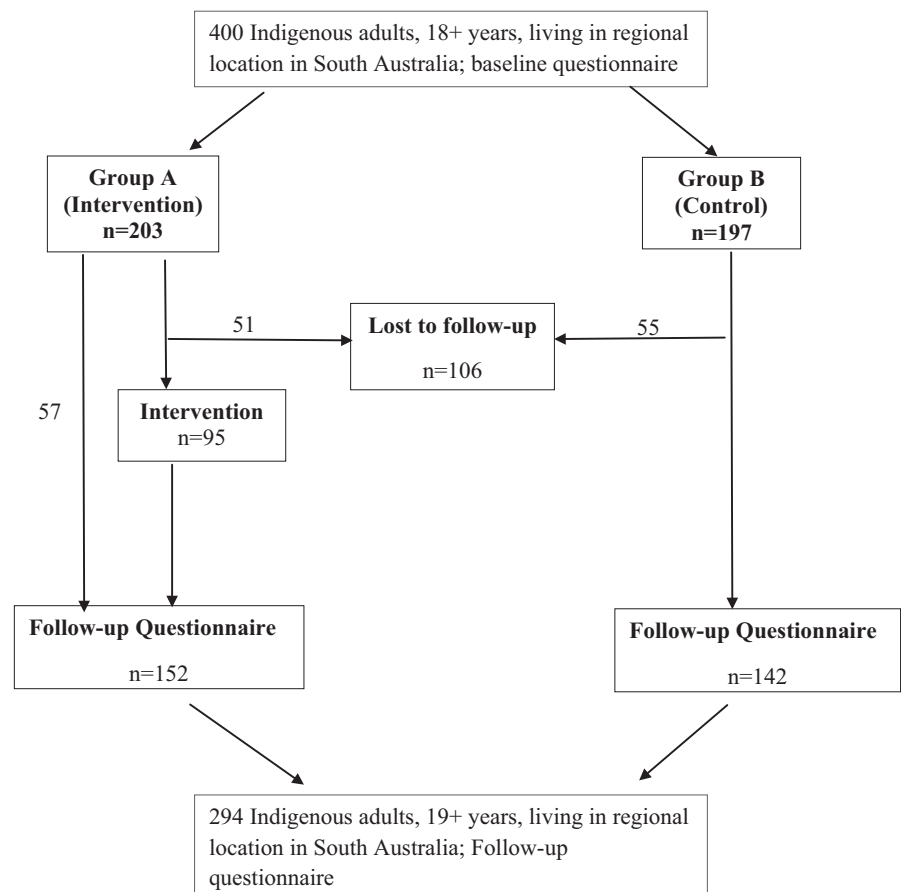 400 Indigenous adults, 18+ years, living in regional
location in South Australia; baseline questionnaire
Group A
(Intervention)
n=203
Group B
(Control)
n=197
51
Lost to follow-up
n=106
55
57
Intervention
n=95
Follow-up Questionnaire
n=152
Follow-up Questionnaire
n=142
294 Indigenous adults, 19+ years, living in regional
location in South Australia; Follow-up
questionnaire